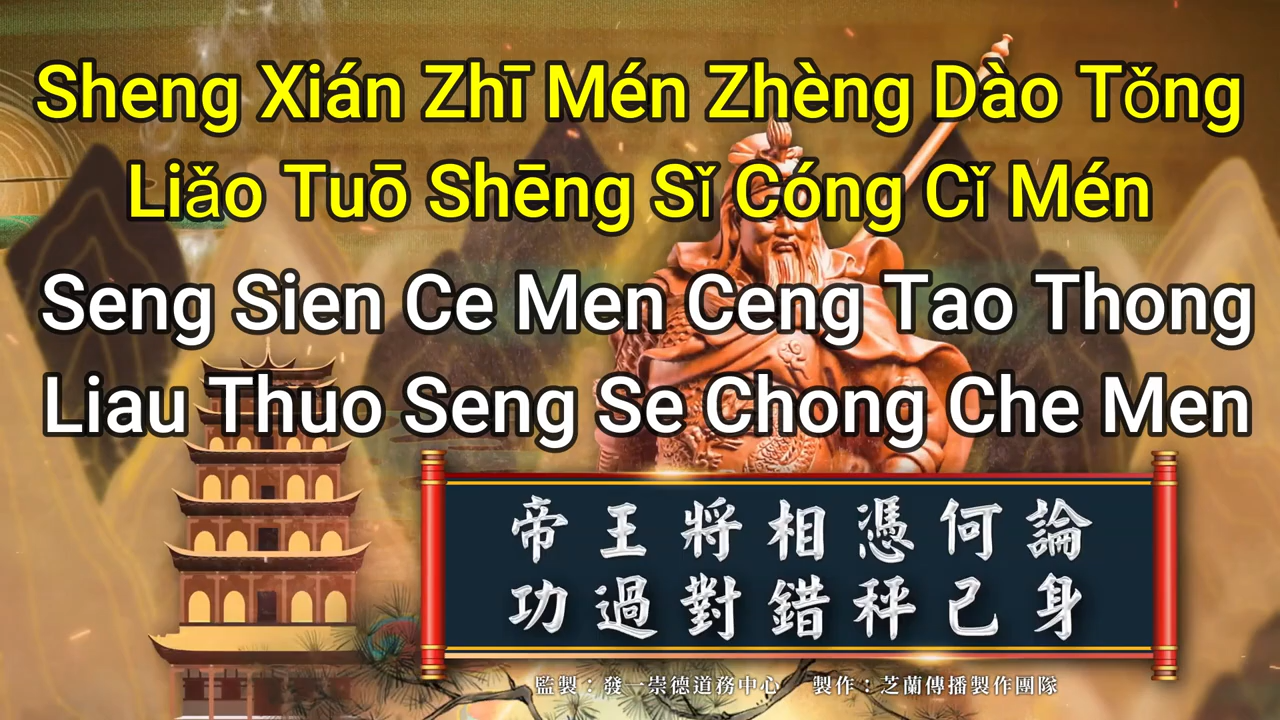 Sheng Xián Zhī Mén Zhèng Dào Tǒng
Liǎo Tuō Shēng Sǐ Cóng Cǐ Mén
Seng Sien Ce Men Ceng Tao Thong
Liau Thuo Seng Se Chong Che Men
帝王將相憑何論
功過對錯秤己身
監製：發一崇德道務中心 製作：芝蘭傳播製作團隊